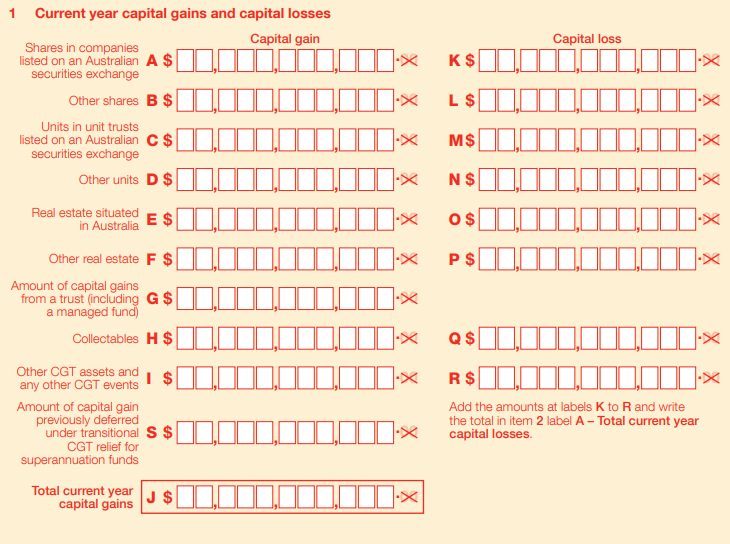 1 Current year capital gains and capital losses
Capital gain Capital loss
Shares in companies
listed on an Australian
securities exchange
A $ , , , .
K $ , , , .
Other shares B $ , , , .
L $ , , , .
Units in unit trusts
listed on an Australian
securities exchange
C $ , , , .
M $ , , , .
Other units D $ , , , .
N $ , , , .
Real estate situated
in Australia
E $ , , , .
O $ , , , .
Other real estate F $ , , , .
P $ , , , .
Amount of capital gains
from a trust (including
a managed fund)
G $ , , , .
Collectables H $ , , , .
Q $ , , , .
Other CGT assets and
any other CGT events
I $ , , , .
R $ , , , .
Amount of capital gain
previously deferred
under transitional
CGT relief for
superannuation funds
S $ , , , .
Add the amounts at labels K to R and write
the total in item 2 label A – Total current year
capital losses.
Total current year
capital gains
J $ , , , .